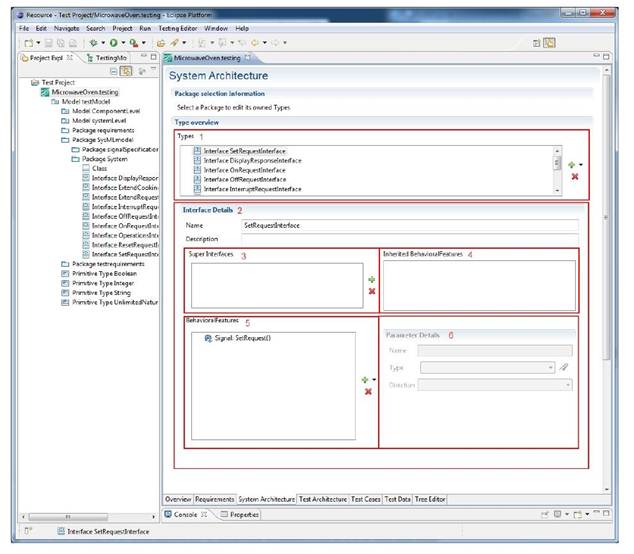 Resource - Test Project/MicrowaveOven.testing - Eclipse Platform
File Edit Navigate Search Project Run Testing Editor Window Help
Project Expl
TestingMo
Test Project
MicrowaveOven.testing
Model testModel
Model ComponentLevel
Model systemLevel
Package requirements
Package SysMLmodel
Package signalSpecification
Package System
Class
Interface DisplayRespor
Interface ExtendCookin
Interface ExtendRequest
Interface InterruptRequ
Interface OffRequestInt
Interface OnRequestInt
Interface OperationsInte
Interface ResetRequestI
Interface SetRequestInt
Package testrequirements
Primitive Type Boolean
Primitive Type Integer
Primitive Type String
Primitive Type UnlimitedNatur
MicrowaveOven.testing
System Architecture
Package selection information
Select a Package to edit its owned Types
Type overview
Types 1
Interface SetRequestInterface
Interface DisplayResponseInterface
Interface OnRequestInterface
Interface OffRequestInterface
Interface InterruptRequestInterface
Interface Details 2
Name SetRequestInterface
Description
Super Interfaces 3
Inherited BehavioralFeatures 4
BehavioralFeatures 5
Signal: SetRequest()
Parameter Details 6
Name
Type
Direction
Overview Requirements System Architecture Test Architecture Test Cases Test Data Tree Editor
Console Properties
Interface SetRequestInterface